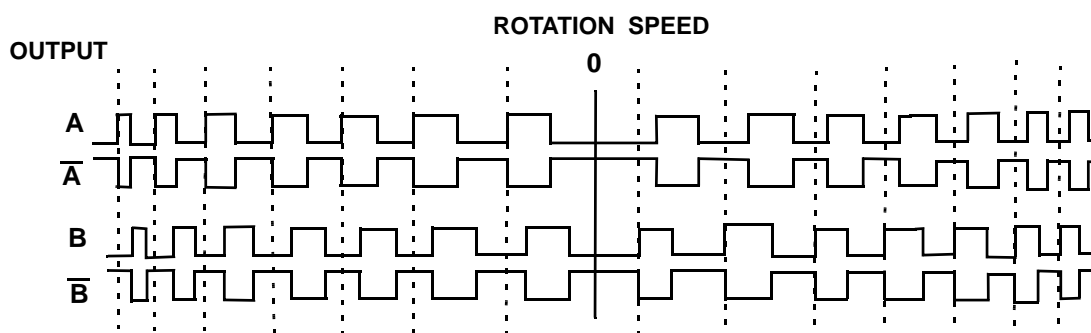 ROTATION SPEED
OUTPUT
0
A
A̅
B
B̅